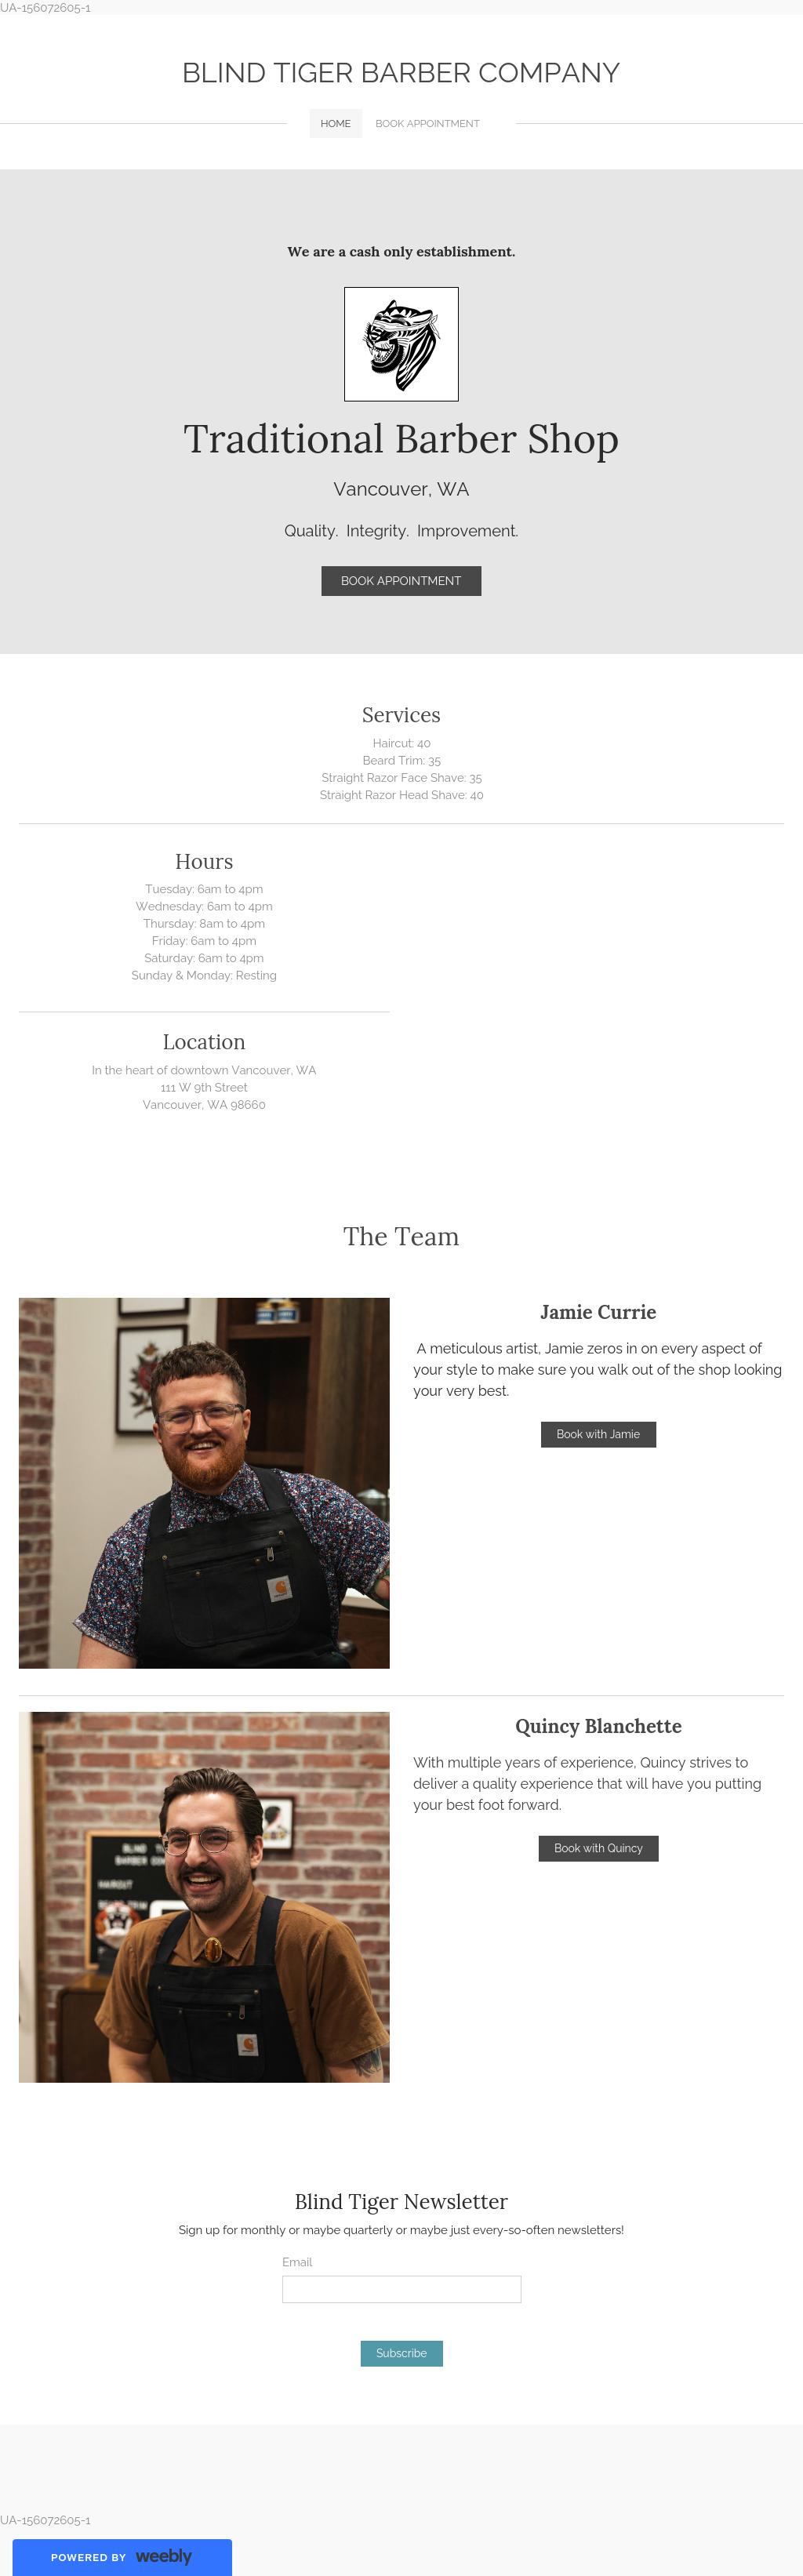 UA-156072605-1
BLIND TIGER BARBER COMPANY
HOME
BOOK APPOINTMENT
We are a cash only establishment.
Traditional Barber Shop
Vancouver, WA
Quality. Integrity. Improvement.
BOOK APPOINTMENT
Services
Haircut: 40
Beard Trim: 35
Straight Razor Face Shave: 35
Straight Razor Head Shave: 40
Hours
Tuesday: 6am to 4pm
Wednesday: 6am to 4pm
Thursday: 8am to 4pm
Friday: 6am to 4pm
Saturday: 6am to 4pm
Sunday & Monday: Resting
Location
In the heart of downtown Vancouver, WA
111 W 9th Street
Vancouver, WA 98660
The Team
Jamie Currie
A meticulous artist, Jamie zeros in on every aspect of
your style to make sure you walk out of the shop looking
your very best.
Book with Jamie
Quincy Blanchette
With multiple years of experience, Quincy strives to
deliver a quality experience that will have you putting
your best foot forward.
Book with Quincy
BLIND
BARBER
HAIRCUT
Blind Tiger Newsletter
Sign up for monthly or maybe quarterly or maybe just every-so-often newsletters!
Email
Subscribe
UA-156072605-1
POWERED BY weebly